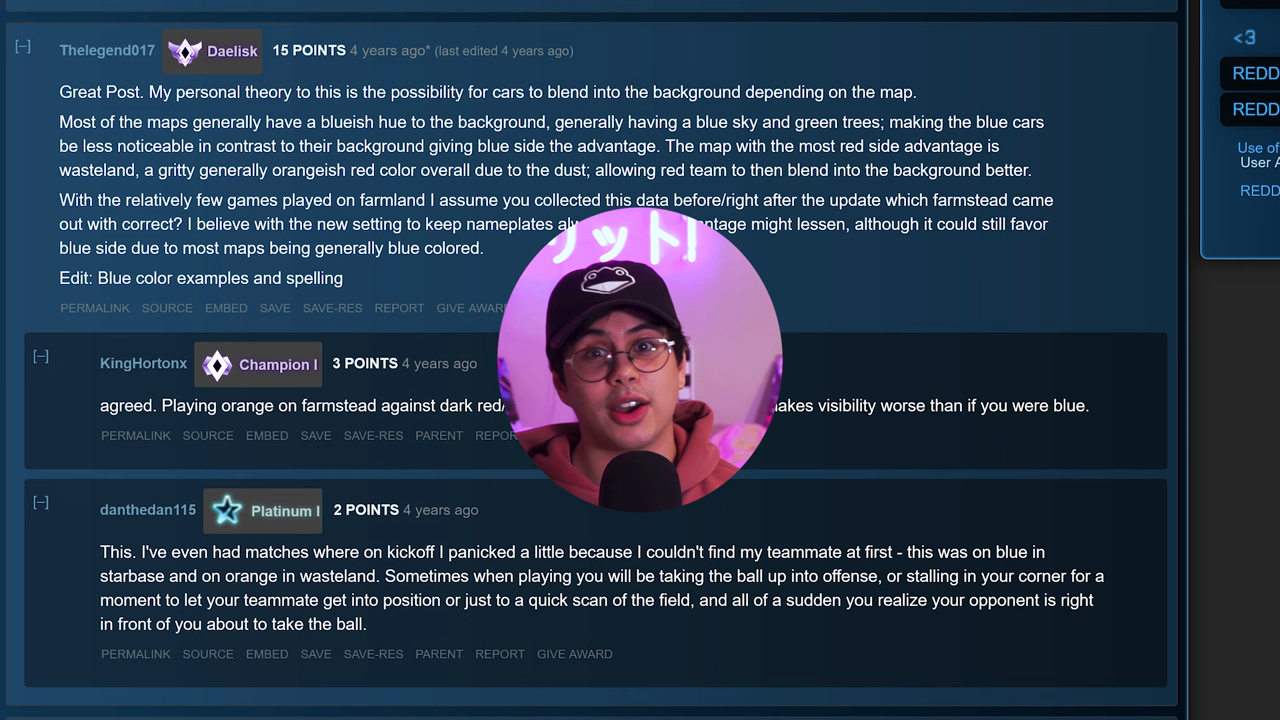 [–] Thelegend017 Daelisk 15 POINTS 4 years ago* (last edited 4 years ago)
Great Post. My personal theory to this is the possibility for cars to blend into the background depending on the map.
Most of the maps generally have a blueish hue to the background, generally having a blue sky and green trees; making the blue cars
be less noticeable in contrast to their background giving blue side the advantage. The map with the most red side advantage is
wasteland, a gritty generally orangeish red color overall due to the dust; allowing red team to then blend into the background better.
With the relatively few games played on farmland I assume you collected this data before/right after the update which farmstead came
out with correct? I believe with the new setting to keep nameplates might lessen, although it could still favor
blue side due to most maps being generally blue colored.
Edit: Blue color examples and spelling
PERMALINK SOURCE EMBED SAVE SAVE-RES REPORT GIVE
ット!
[–] KingHortonx Champion I 3 POINTS 4 years ago
agreed. Playing orange on farmstead against dark red/ visibility worse than if you were blue.
PERMALINK SOURCE EMBED SAVE SAVE-RES PARENT
[–] danthedan115 Platinum I 2 POINTS 4 years ago
This. I've even had matches where on kickoff I panicked a little because I couldn't find my teammate at first - this was on blue in
starbase and on orange in wasteland. Sometimes when playing you will be taking the ball up into offense, or stalling in your corner for a
moment to let your teammate get into position or just to a quick scan of the field, and all of a sudden you realize your opponent is right
in front of you about to take the ball.
PERMALINK SOURCE EMBED SAVE SAVE-RES PARENT REPORT GIVE AWARD
<3
REDD
REDD
Use of
User A
REDD